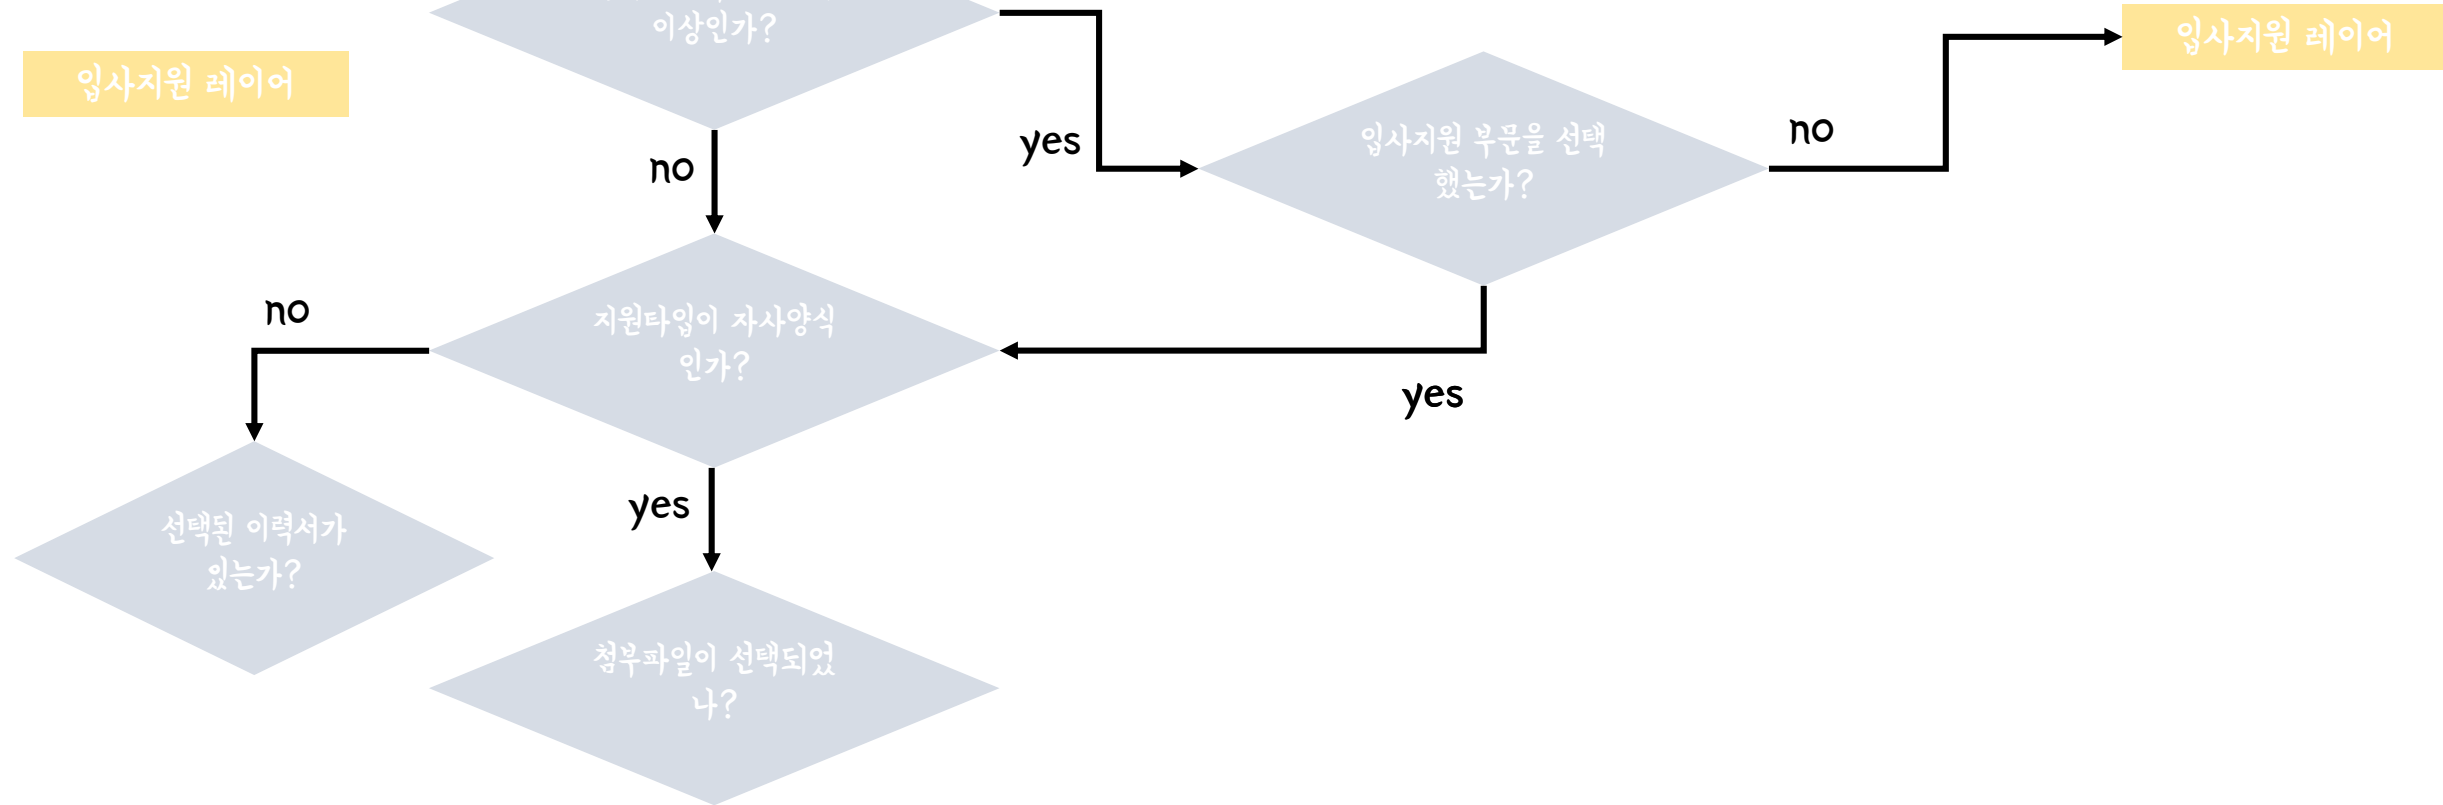 이상인가?
입사지원 레이어
입사지원 레이어
yes
no
입사지원 부문을 선택
했는가?
no
no
지원타입이 자사양식
인가?
yes
선택된 이력서가
있는가?
yes
첨부파일이 선택되었
나?